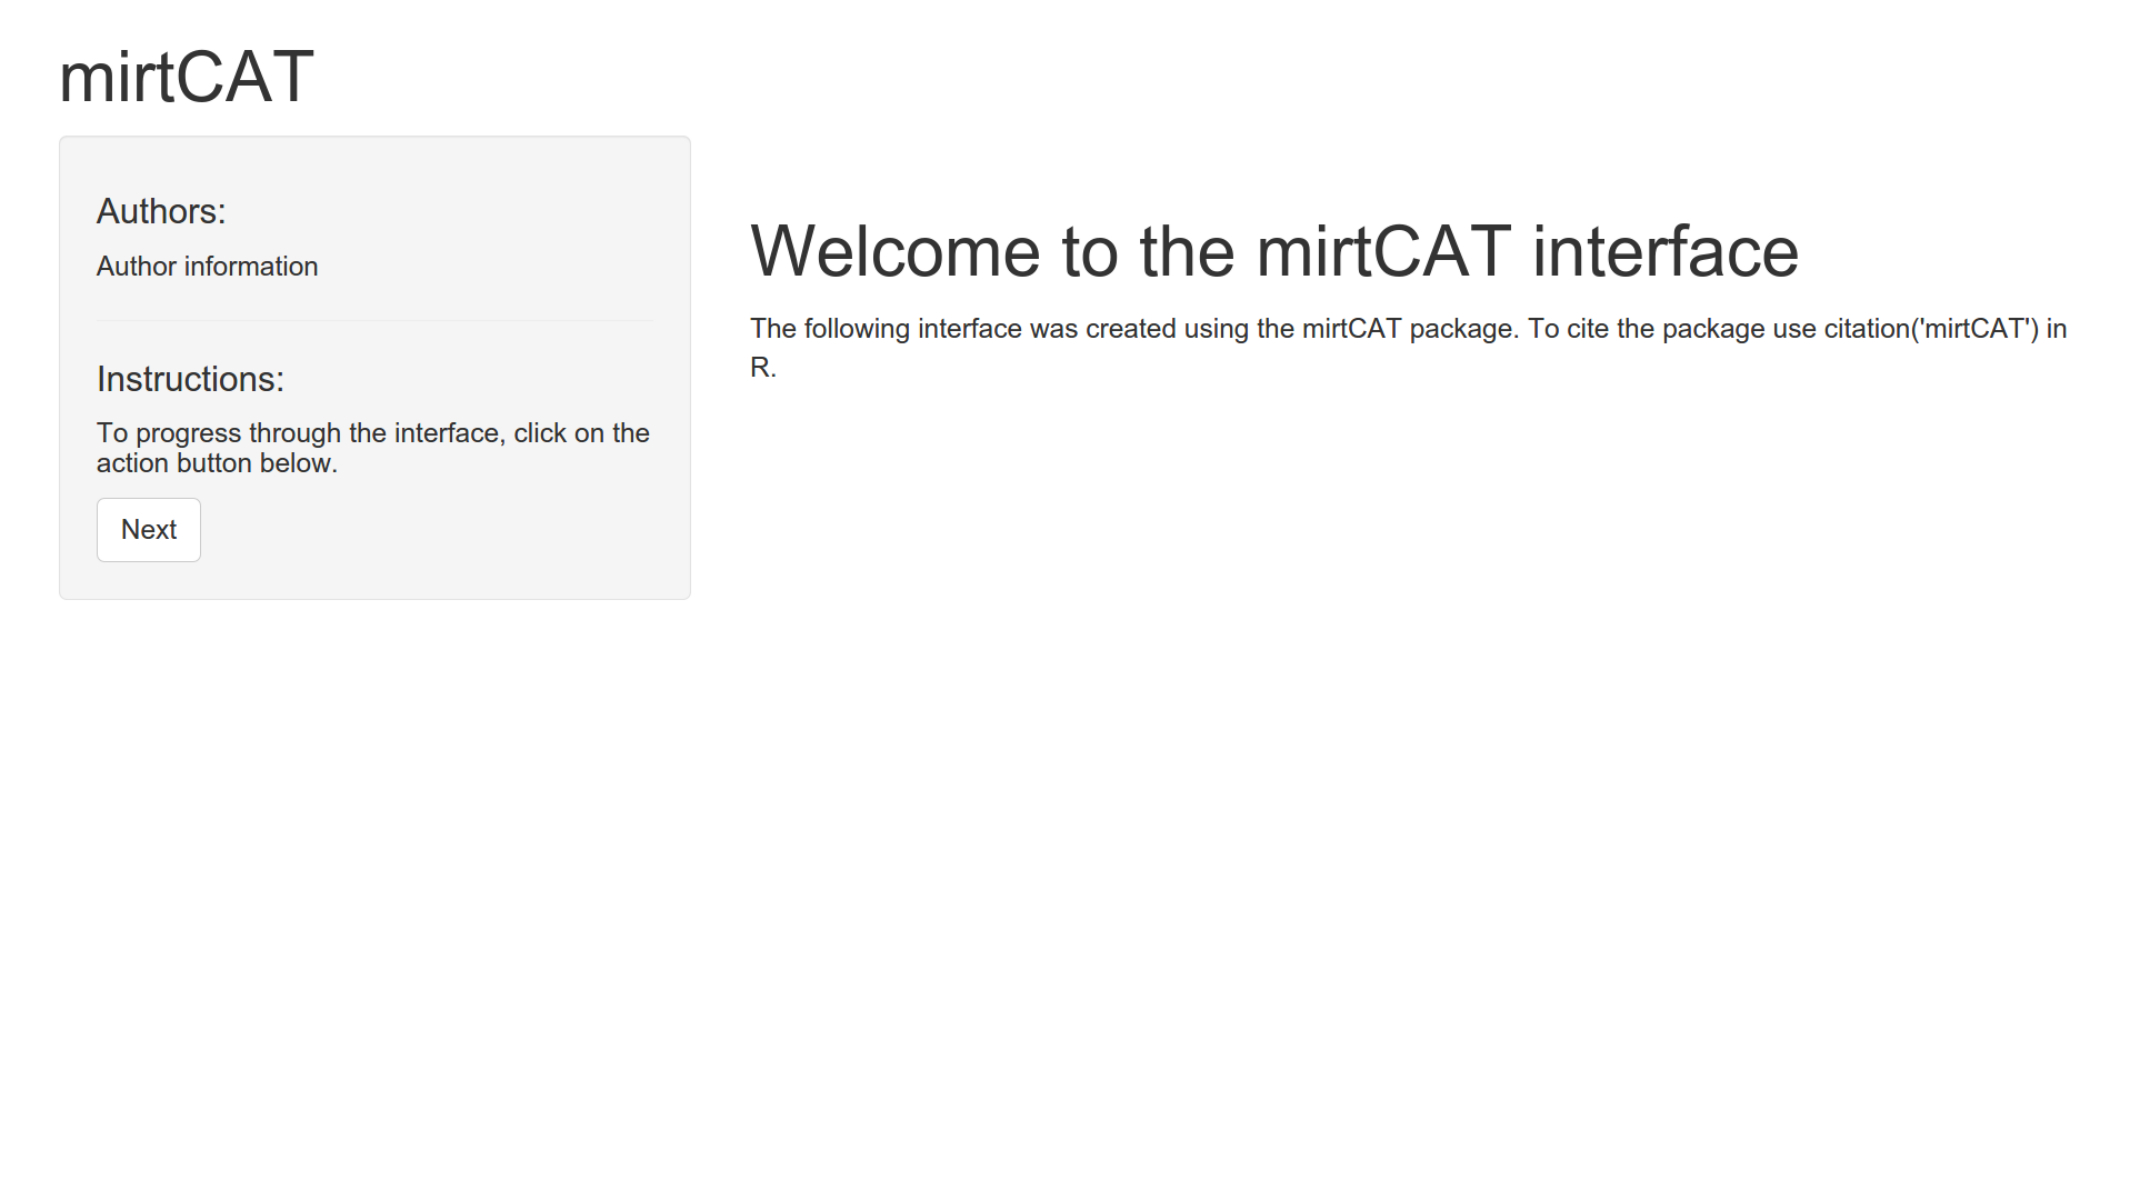 mirtCAT
Authors:
Author information
Instructions:
To progress through the interface, click on the
action button below.
Next
Welcome to the mirtCAT interface
The following interface was created using the mirtCAT package. To cite the package use citation('mirtCAT') in
R.